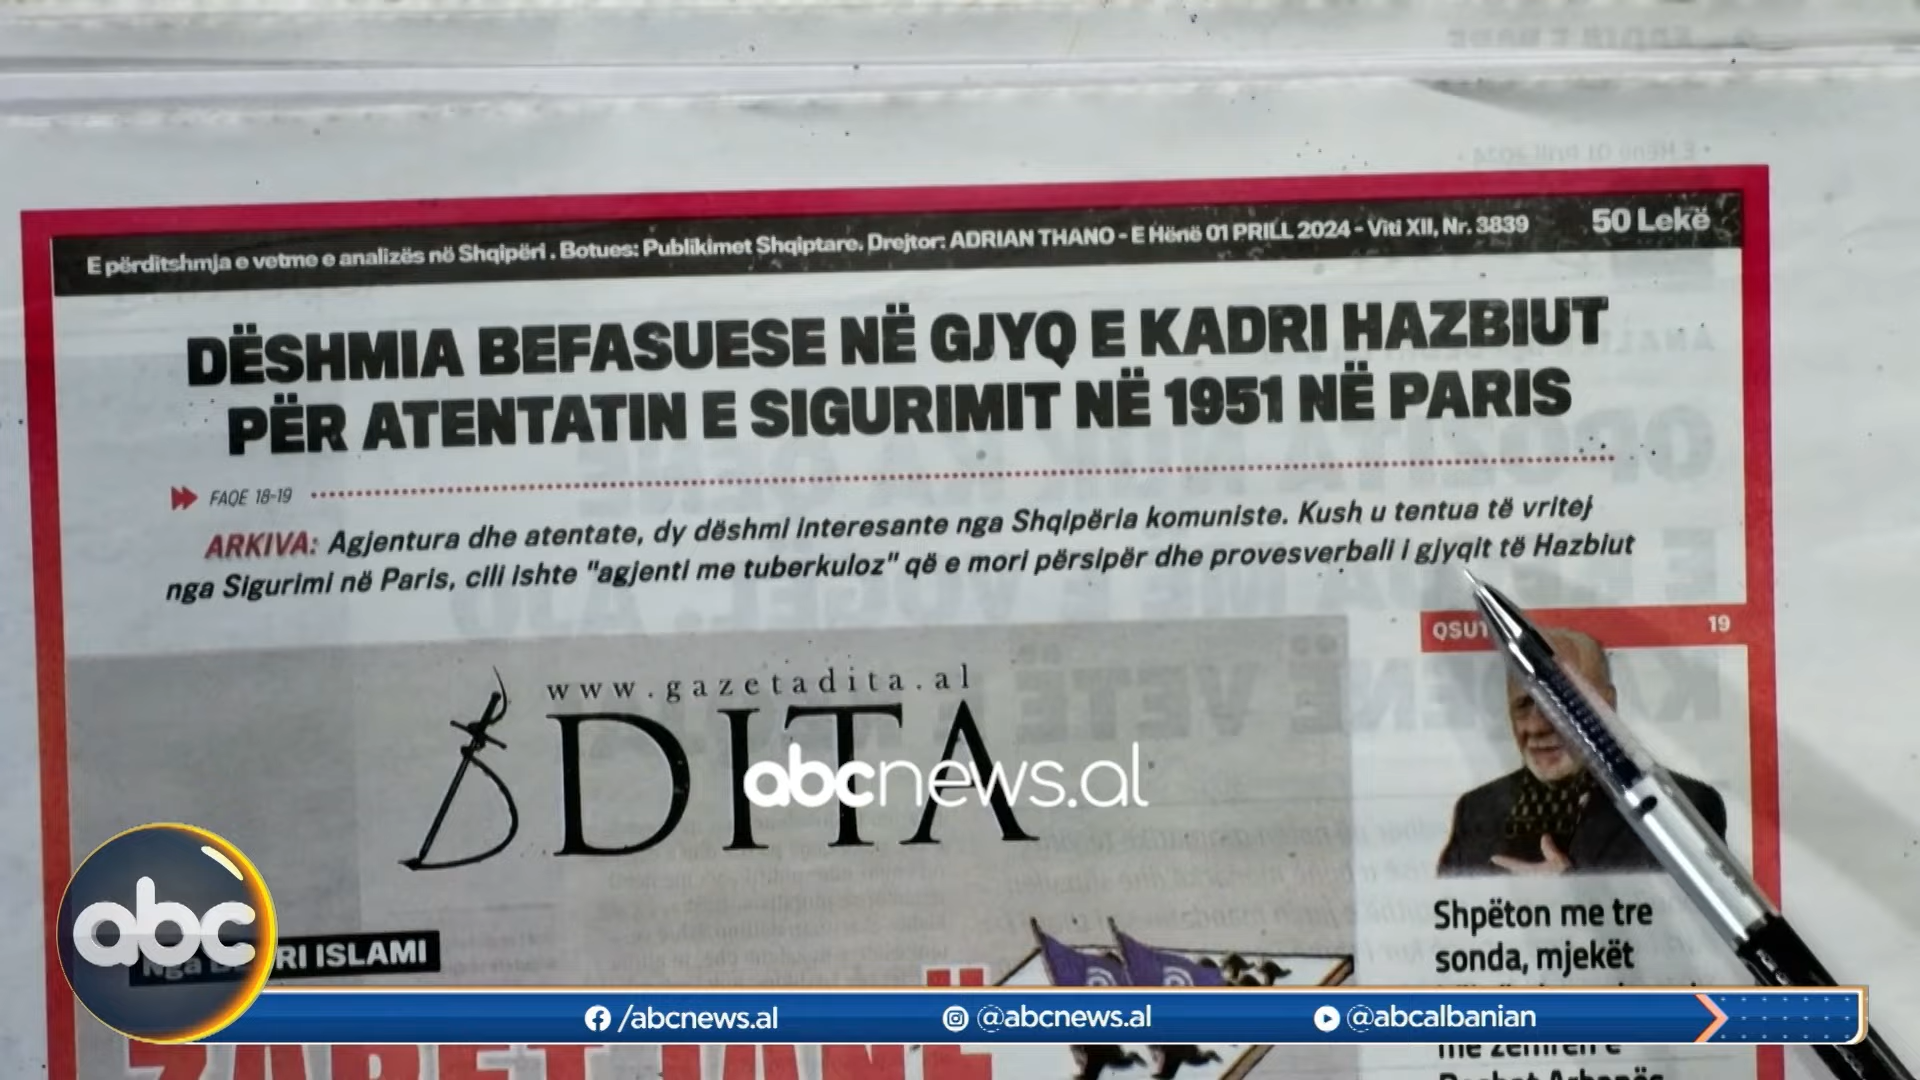 E përditshmja e vetme e analizës në Shqipëri . Botues: Publikimet Shqiptare. Drejtor: ADRIAN THANO - E Hënë 01 PRILL 2024 - Viti XII, Nr. 3839 50 Lekë
DËSHMIA BEFASUESE NË GJYQ E KADRI HAZBIUT
PËR ATENTATIN E SIGURIMIT NË 1951 NË PARIS
FAQE 18-19
ARKIVA: Agjentura dhe atentate, dy dëshmi interesante nga Shqipëria komuniste. Kush u tentua të vritej
nga Sigurimi në Paris, cili ishte "agjenti me tuberkuloz" që e mori përsipër dhe provesverbali i gjyqit të Hazbiut
19
www.gazetadita.al
DITA
abcnews.al
Shpëton me tre
sonda, mjekët
abc
Nga
RI ISLAMI
/abcnews.al
@abcnews.al
@abcalbanian
JANË
me zemrën e